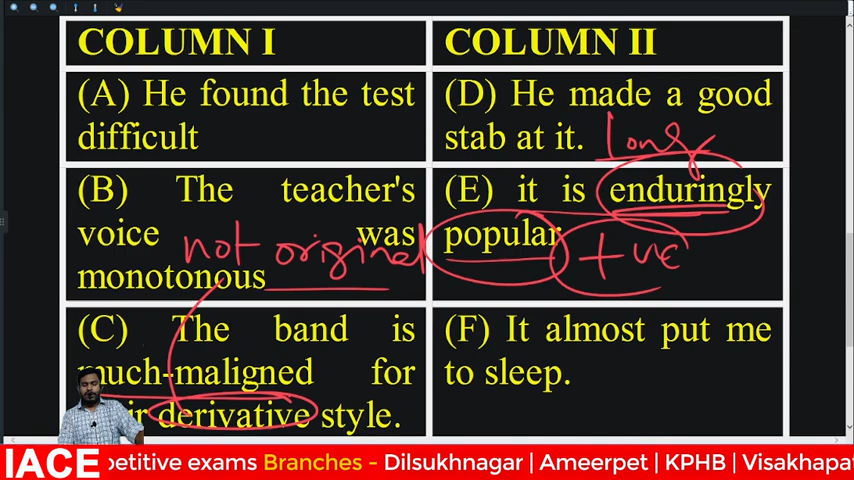 COLUMN I
COLUMN II
(A) He found the test
difficult
(D) He made a good
stab at it.
Long
(B) The teacher's
voice was
monotonous
not original
(E) it is enduringly
popular
+ve
(C) The band is
much-maligned for
derivative style.
(F) It almost put me
to sleep.
IACE petitive exams Branches - Dilsukhnagar | Ameerpet | KPHB | Visakhapa